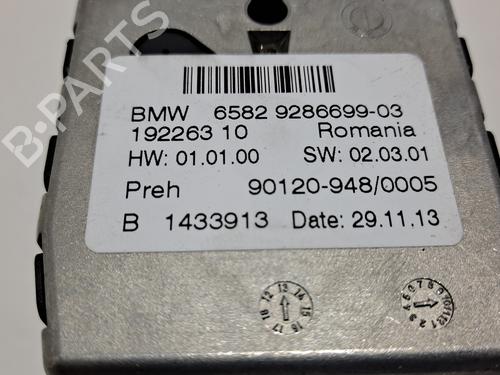 B-PARTS
BMW 6582 9286699-03
192263 10 Romania
HW: 01.01.00 SW: 02.03.01
Preh 90120-948/0005
B 1433913 Date: 29.11.13